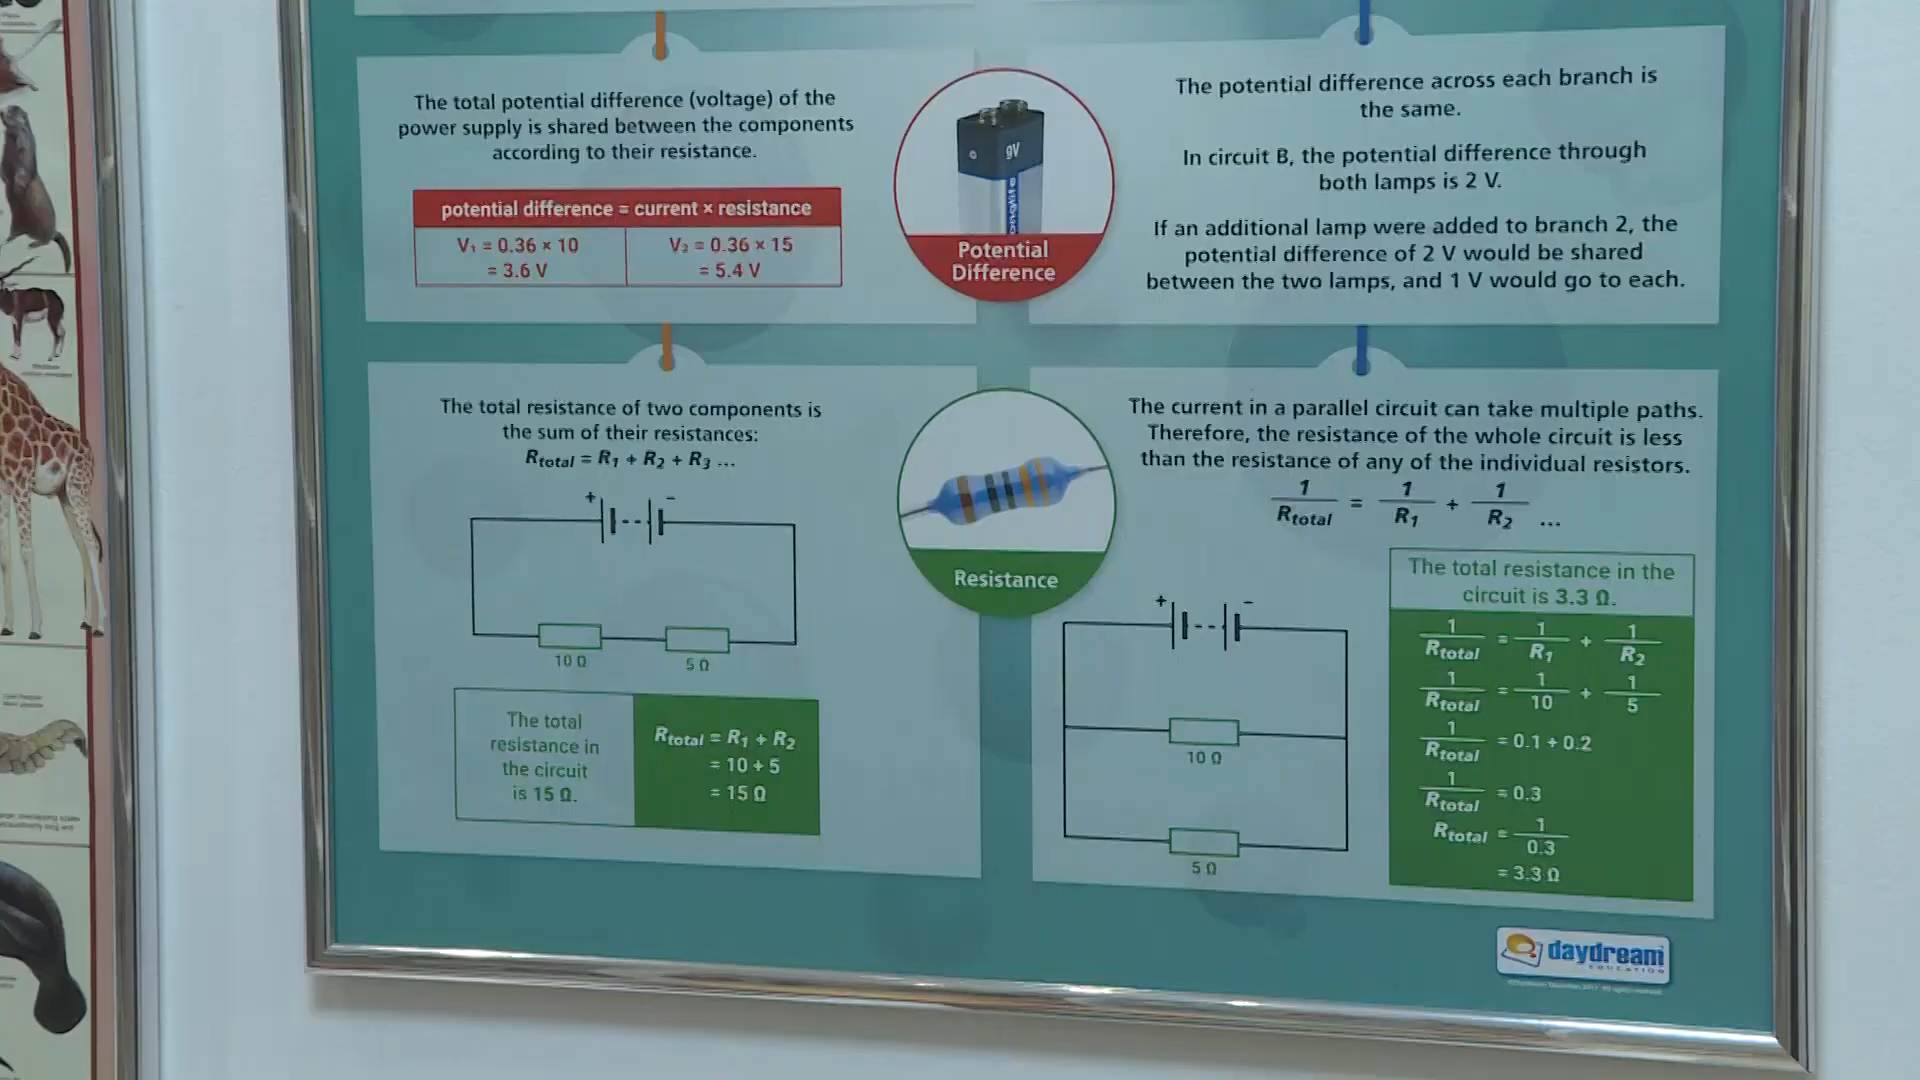 The total potential difference (voltage) of the
power supply is shared between the components
according to their resistance.
potential difference = current × resistance
V₁ = 0.36 × 10
= 3.6 V
V₂ = 0.36 × 15
= 5.4 V
9V
Potential
Difference
The potential difference across each branch is
the same.
In circuit B, the potential difference through
both lamps is 2 V.
If an additional lamp were added to branch 2, the
potential difference of 2 V would be shared
between the two lamps, and 1 V would go to each.
The total resistance of two components is
the sum of their resistances:
Rtotal = R₁ + R₂ + R₃ ...
+ -
10 Ω
5 Ω
The total
resistance in
the circuit
is 15 Ω.
Rtotal = R₁ + R₂
= 10 + 5
= 15 Ω
Resistance
The current in a parallel circuit can take multiple paths.
Therefore, the resistance of the whole circuit is less
than the resistance of any of the individual resistors.
1/Rtotal = 1/R₁ + 1/R₂ ...
+ -
10 Ω
5 Ω
The total resistance in the
circuit is 3.3 Ω.
1/Rtotal = 1/R₁ + 1/R₂
1/Rtotal = 1/10 + 1/5
1/Rtotal = 0.1 + 0.2
1/Rtotal = 0.3
Rtotal = 1/0.3
= 3.3 Ω
daydream
EDUCATION